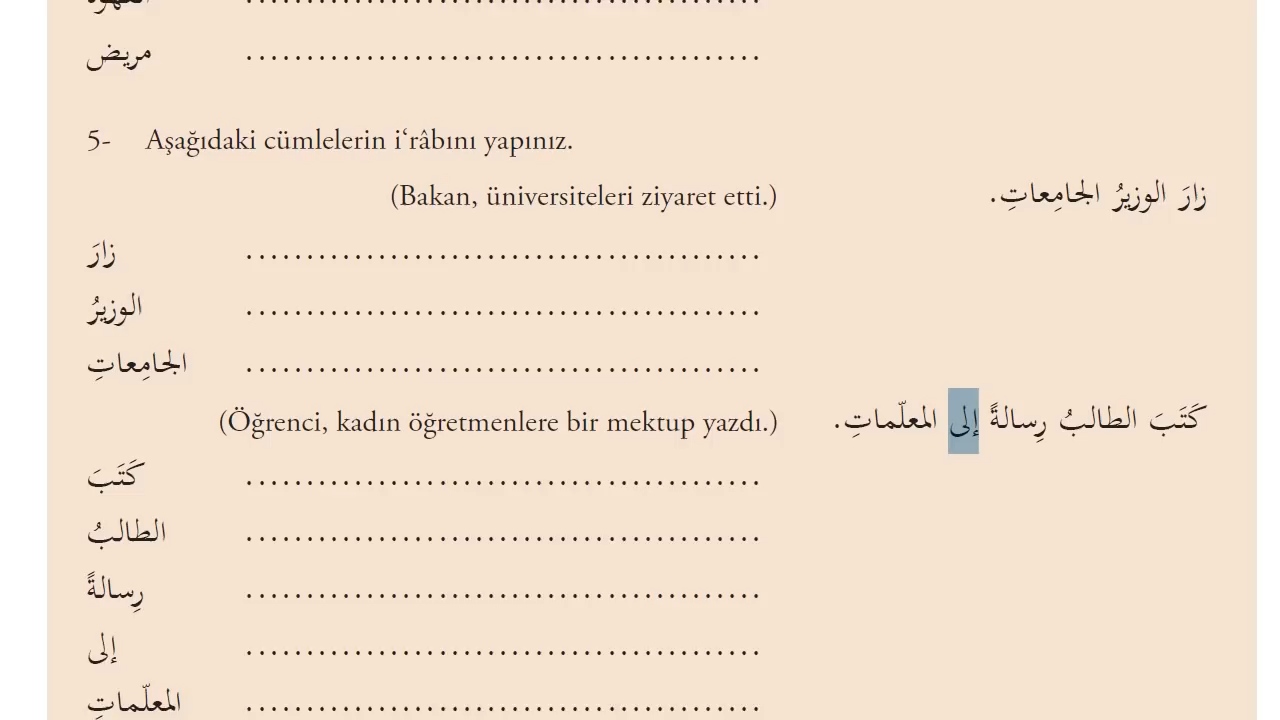 مريض ..........................................
5- Aşağıdaki cümlelerin i‘râbını yapınız.
(Bakan, üniversiteleri ziyaret etti.) زارَ الوزيرُ الجامِعاتِ.
زارَ ..........................................
الوزيرُ ..........................................
الجامِعاتِ ..........................................
(Öğrenci, kadın öğretmenlere bir mektup yazdı.) كَتَبَ الطالبُ رِسالةً إلى المعلّماتِ.
كَتَبَ ..........................................
الطالبُ ..........................................
رِسالةً ..........................................
إلى ..........................................
المعلّماتِ ..........................................